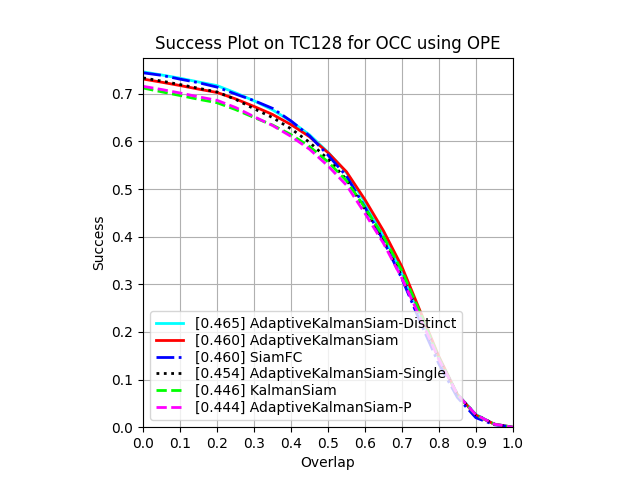 Success Plot on TC128 for OCC using OPE
Success
0.7
0.6
0.5
0.4
0.3
0.2
0.1
0.0
[0.465] AdaptiveKalmanSiam-Distinct
[0.460] AdaptiveKalmanSiam
[0.460] SiamFC
[0.454] AdaptiveKalmanSiam-Single
[0.446] KalmanSiam
[0.444] AdaptiveKalmanSiam-P
0.0 0.1 0.2 0.3 0.4 0.5 0.6 0.7 0.8 0.9 1.0
Overlap